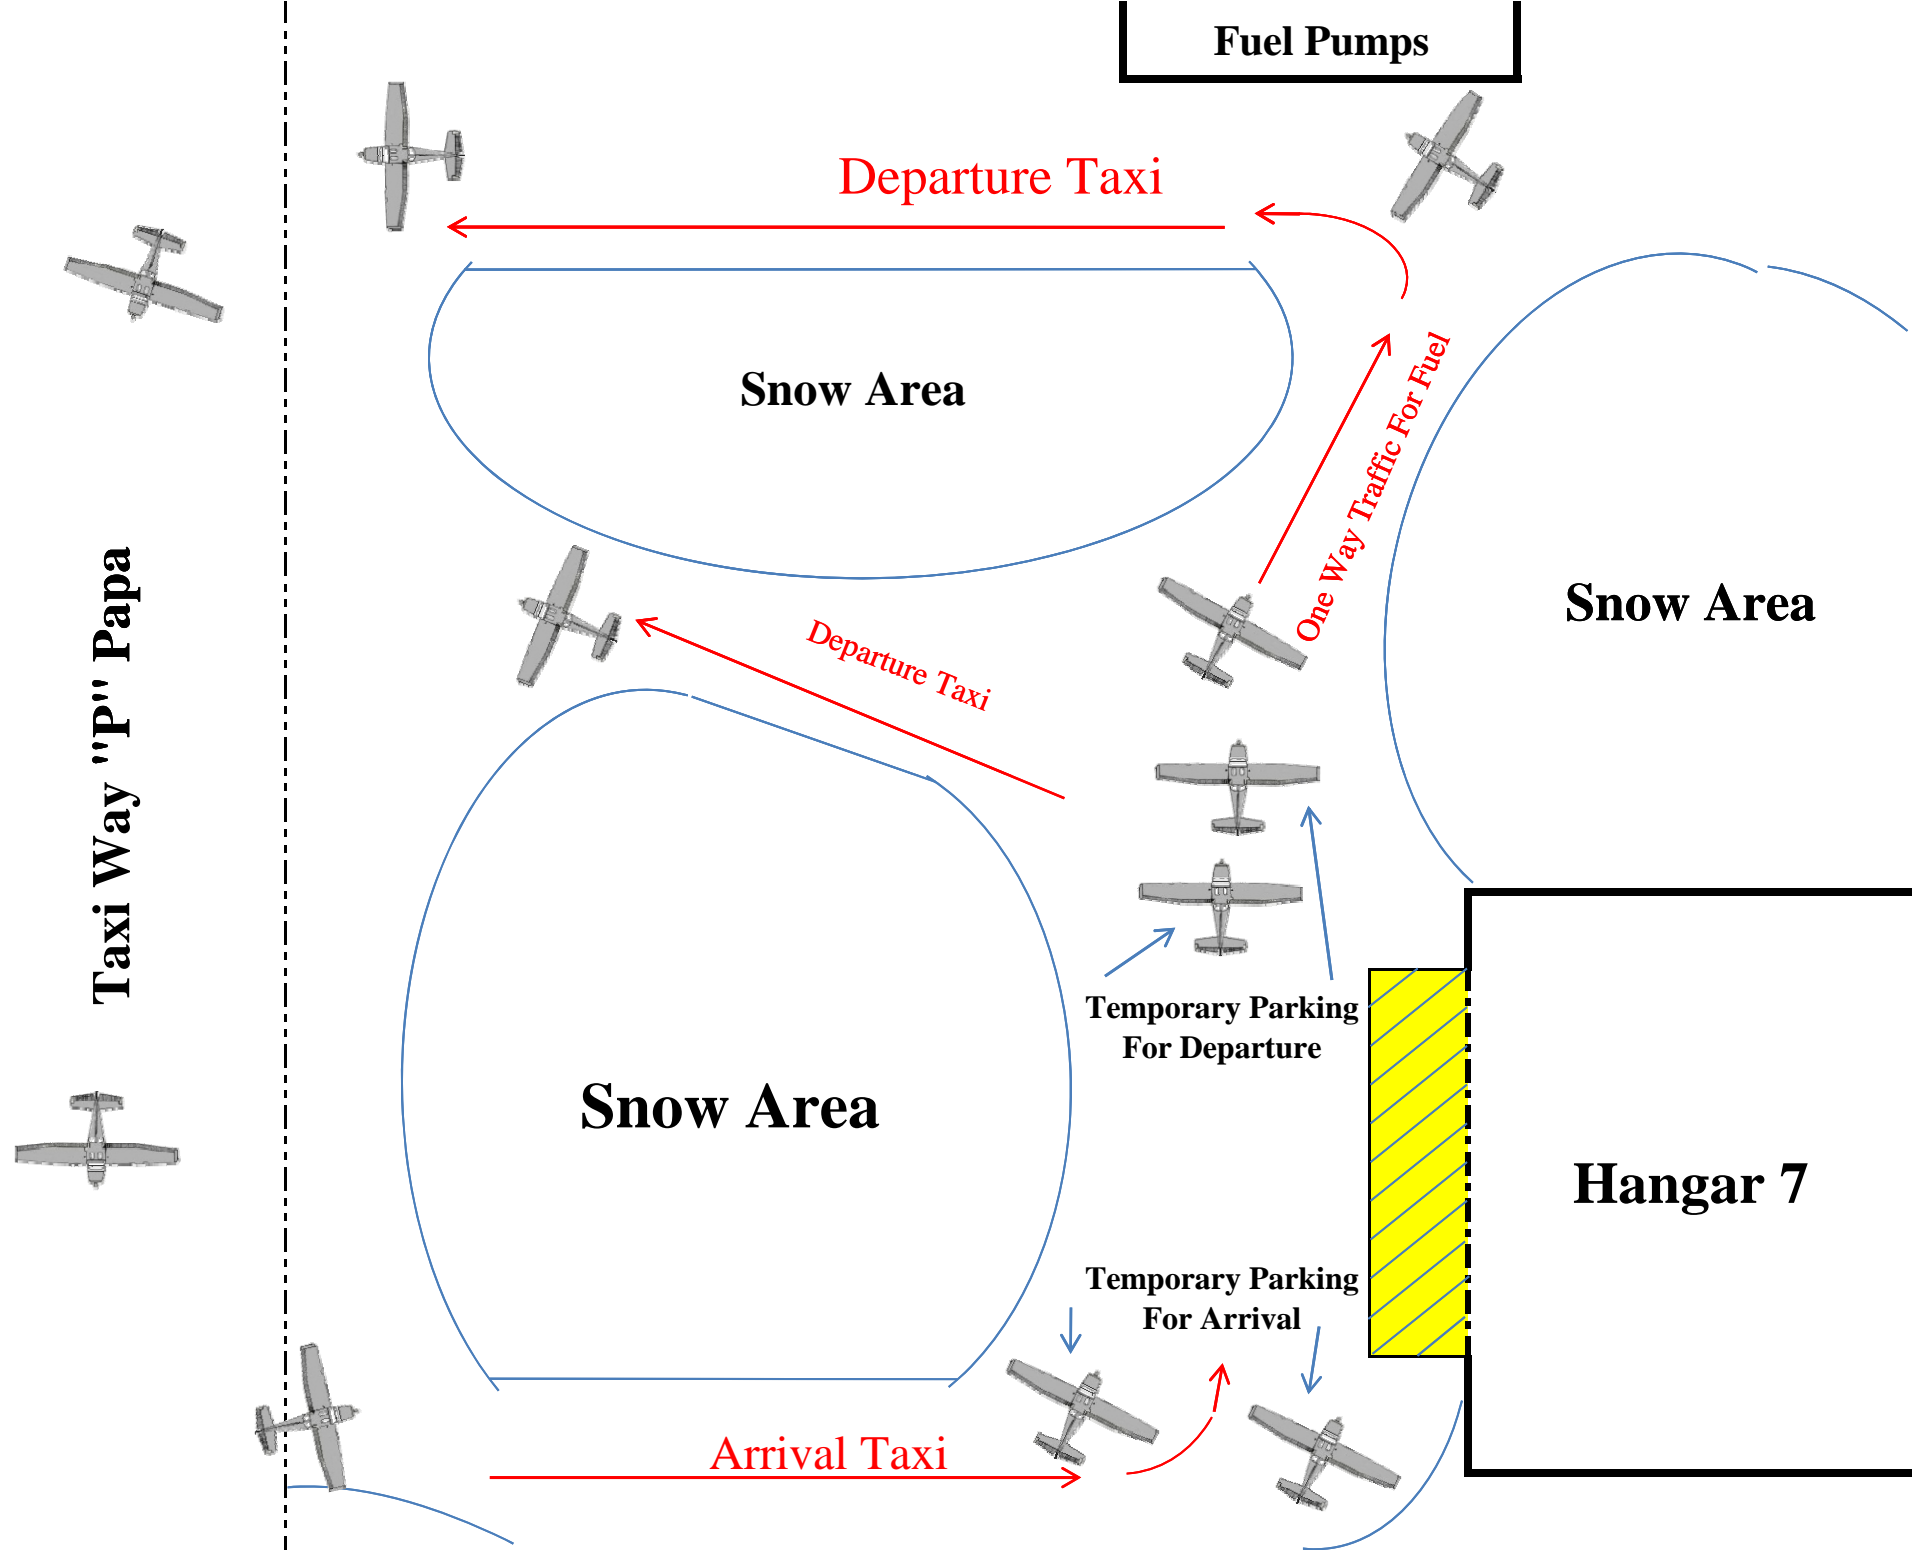 Fuel Pumps
Departure Taxi
One Way Traffic For Fuel
Snow Area
Snow Area
Departure Taxi
Taxi Way "P" Papa
Temporary Parking
For Departure
Snow Area
Hangar 7
Temporary Parking
For Arrival
Arrival Taxi